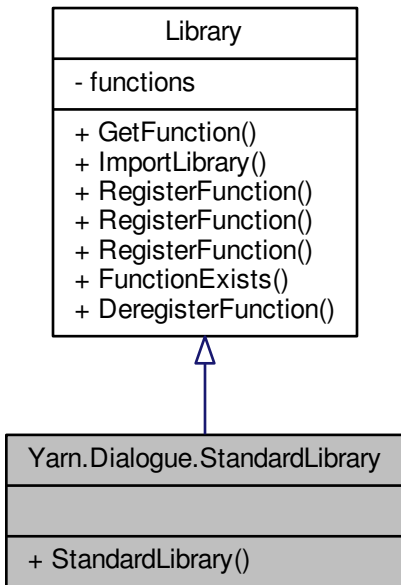 Library
- functions
+ GetFunction()
+ ImportLibrary()
+ RegisterFunction()
+ RegisterFunction()
+ RegisterFunction()
+ FunctionExists()
+ DeregisterFunction()
Yarn.Dialogue.StandardLibrary
+ StandardLibrary()